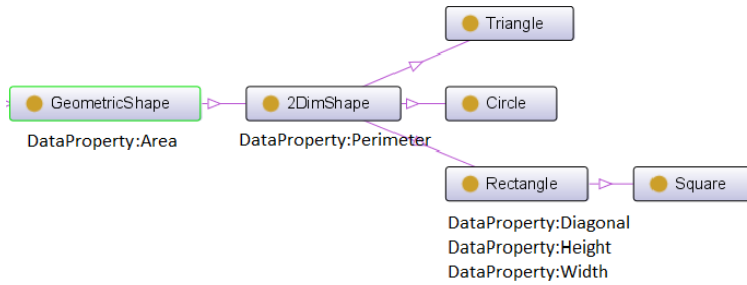 Triangle
GeometricShape
2DimShape
Circle
DataProperty:Area
DataProperty:Perimeter
Rectangle
Square
DataProperty:Diagonal
DataProperty:Height
DataProperty:Width